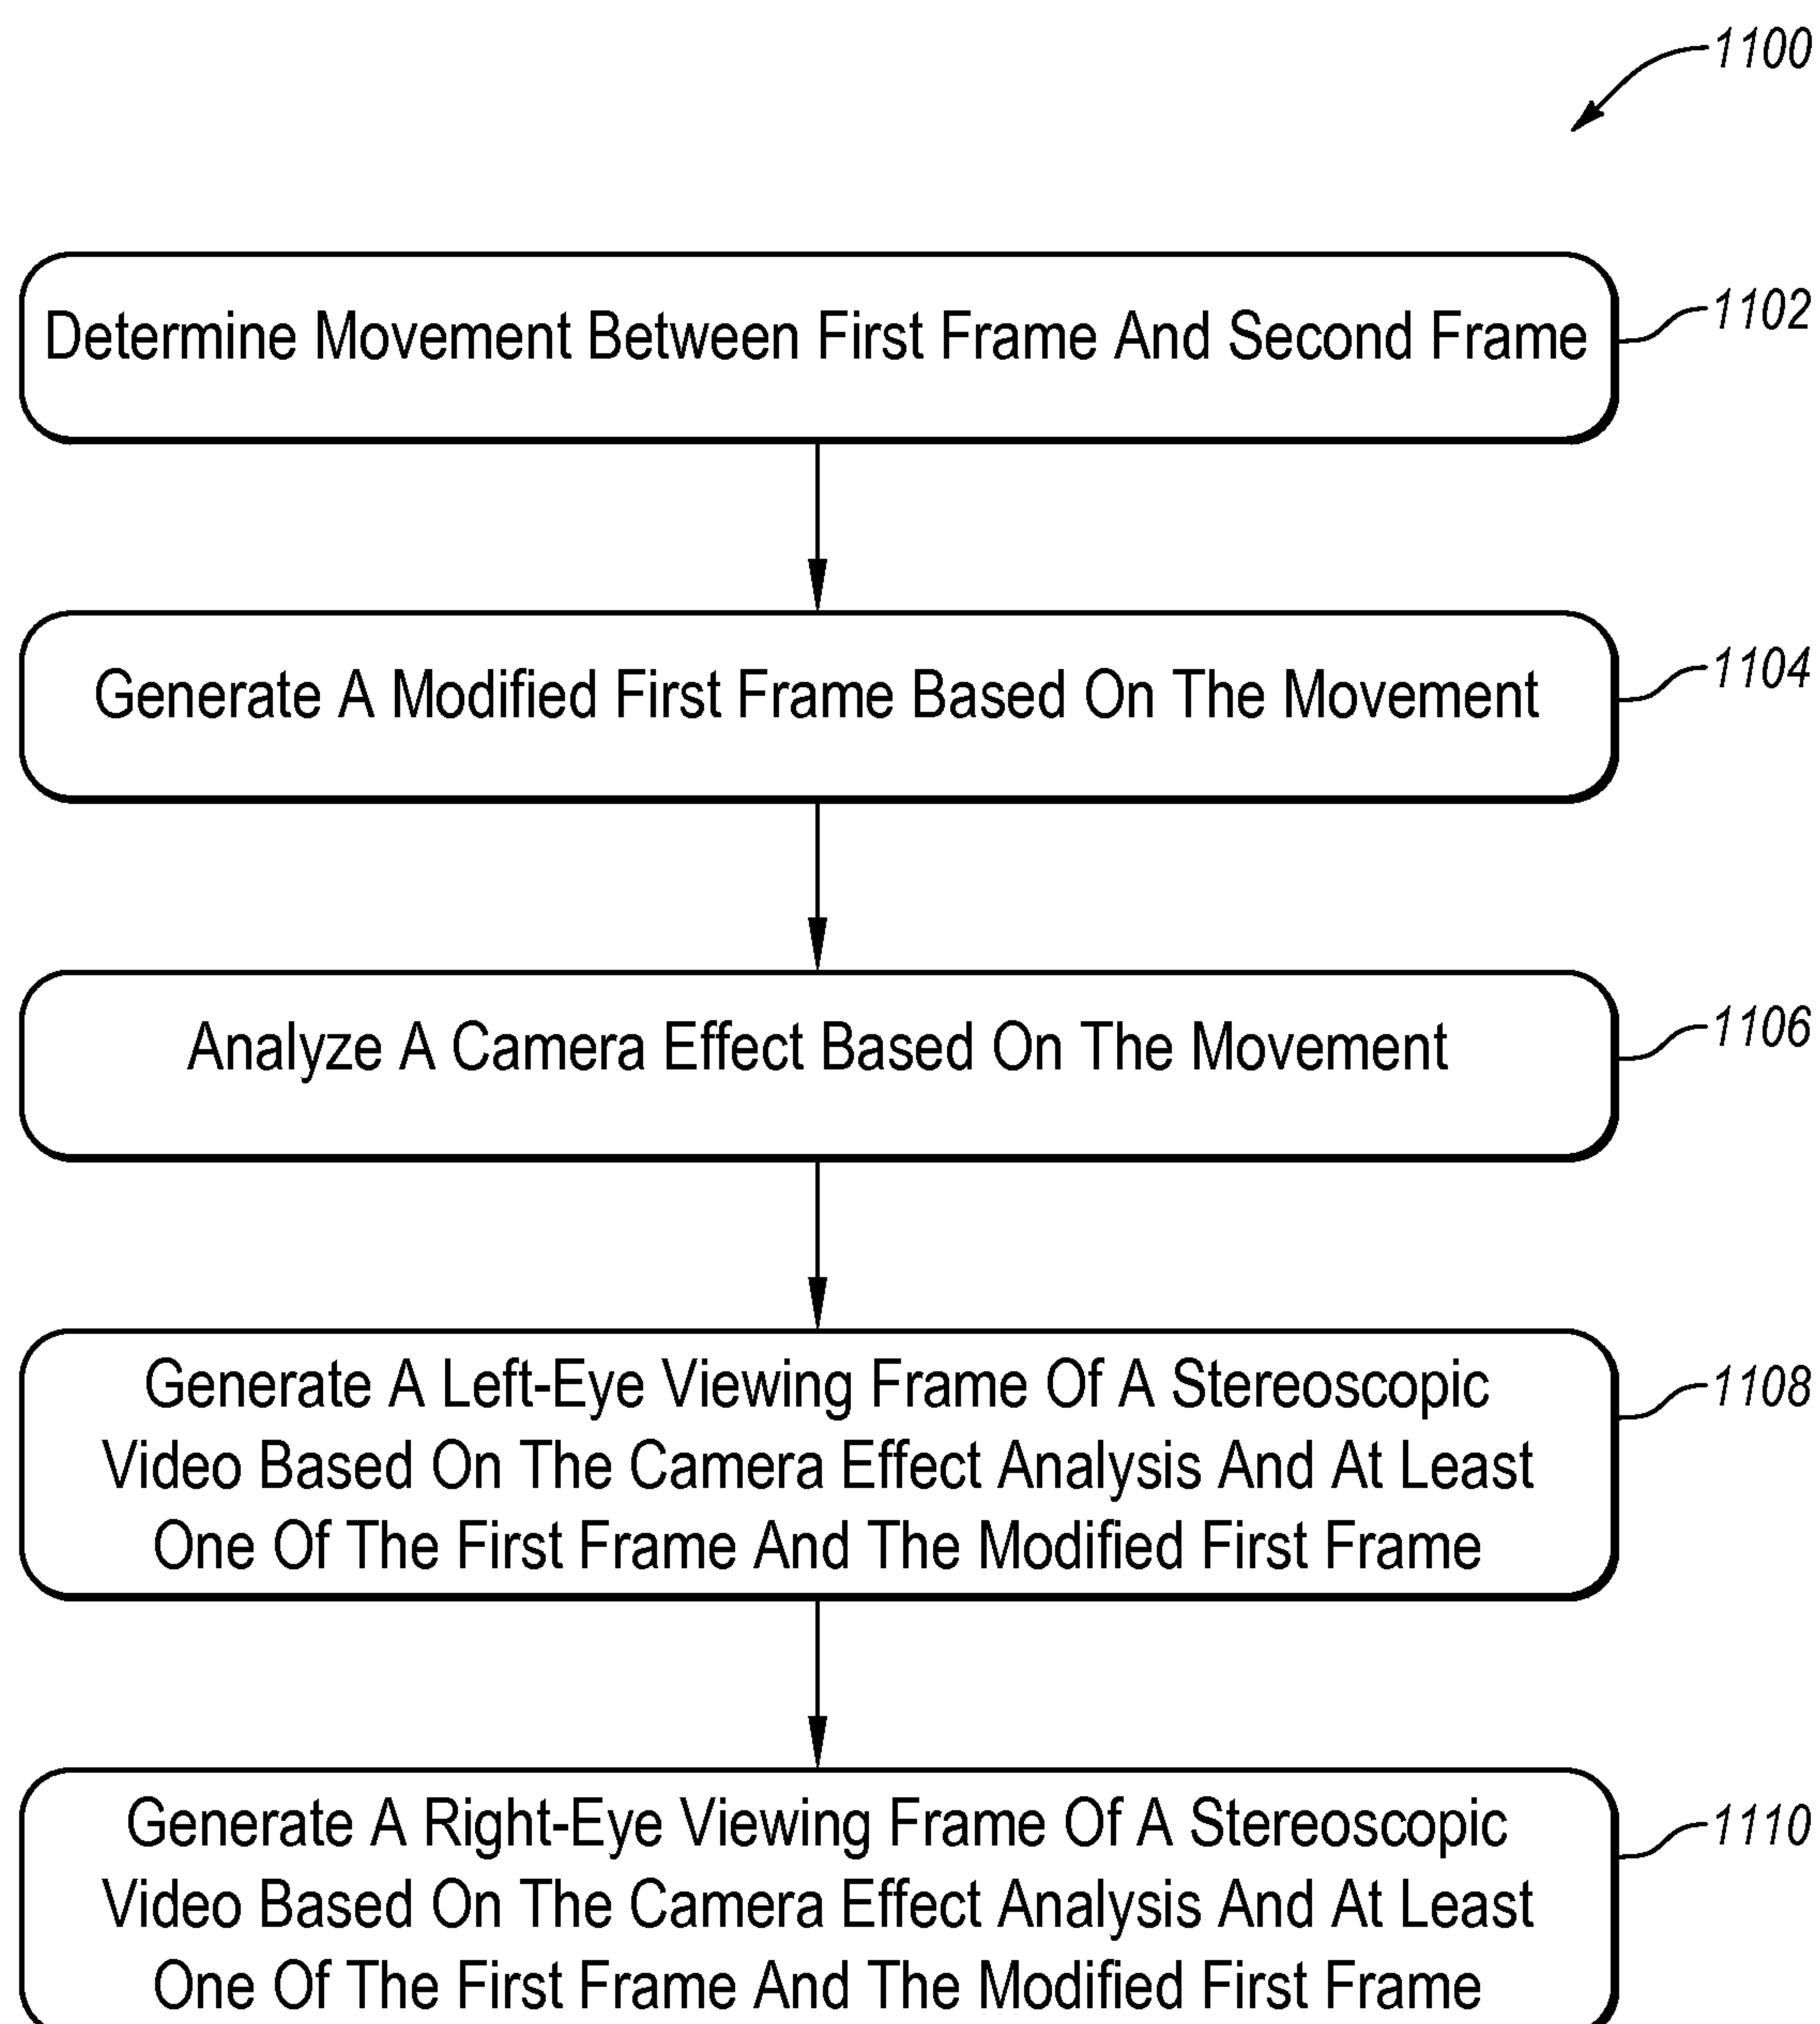 1100
Determine Movement Between First Frame And Second Frame
1102
Generate A Modified First Frame Based On The Movement
1104
Analyze A Camera Effect Based On The Movement
1106
Generate A Left-Eye Viewing Frame Of A Stereoscopic
Video Based On The Camera Effect Analysis And At Least
One Of The First Frame And The Modified First Frame
1108
Generate A Right-Eye Viewing Frame Of A Stereoscopic
Video Based On The Camera Effect Analysis And At Least
One Of The First Frame And The Modified First Frame
1110